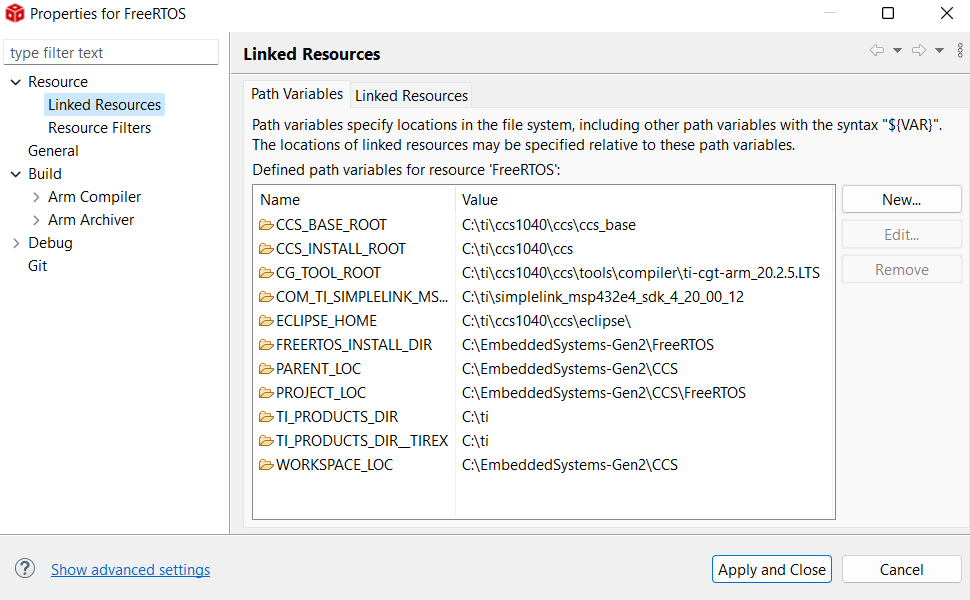 Properties for FreeRTOS
type filter text
Resource
Linked Resources
Resource Filters
General
Build
Arm Compiler
Arm Archiver
Debug
Git
Linked Resources
Path Variables
Linked Resources
Path variables specify locations in the file system, including other path variables with the syntax "${VAR}".
The locations of linked resources may be specified relative to these path variables.
Defined path variables for resource 'FreeRTOS':
Name Value
CCS_BASE_ROOT C:\ti\ccs1040\ccs\ccs_base
CCS_INSTALL_ROOT C:\ti\ccs1040\ccs
CG_TOOL_ROOT C:\ti\ccs1040\ccs\tools\compiler\ti-cgt-arm_20.2.5.LTS
COM_TI_SIMPLELINK_MS... C:\ti\simplelink_msp432e4_sdk_4_20_00_12
ECLIPSE_HOME C:\ti\ccs1040\ccs\eclipse\
FREERTOS_INSTALL_DIR C:\EmbeddedSystems-Gen2\FreeRTOS
PARENT_LOC C:\EmbeddedSystems-Gen2\CCS
PROJECT_LOC C:\EmbeddedSystems-Gen2\CCS\FreeRTOS
TI_PRODUCTS_DIR C:\ti
TI_PRODUCTS_DIR__TIREX C:\ti
WORKSPACE_LOC C:\EmbeddedSystems-Gen2\CCS
New...
Edit...
Remove
Show advanced settings
Apply and Close
Cancel